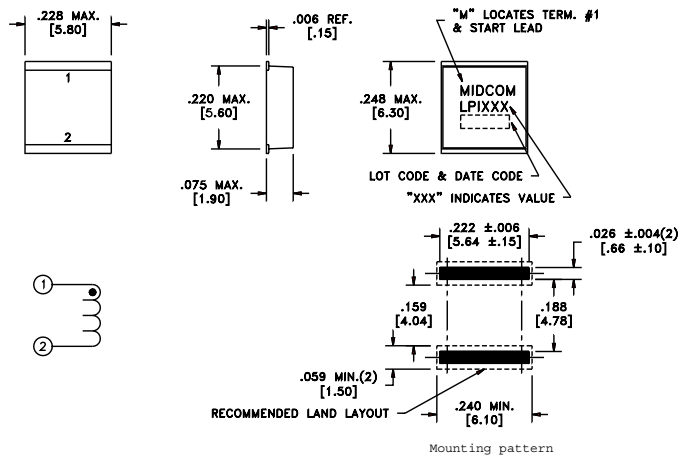 .228 MAX.
[5.80]
1
2
.006 REF.
[.15]
.220 MAX.
[5.60]
.075 MAX.
[1.90]
"M" LOCATES TERM. #1
& START LEAD
.248 MAX.
[6.30]
MIDCOM
LPIXXX
LOT CODE & DATE CODE
"XXX" INDICATES VALUE
1
2
.222 ±.006
[5.64 ±.15]
.026 ±.004(2)
[.66 ±.10]
.159
[4.04]
.188
[4.78]
.059 MIN.(2)
[1.50]
RECOMMENDED LAND LAYOUT
.240 MIN.
[6.10]
Mounting pattern